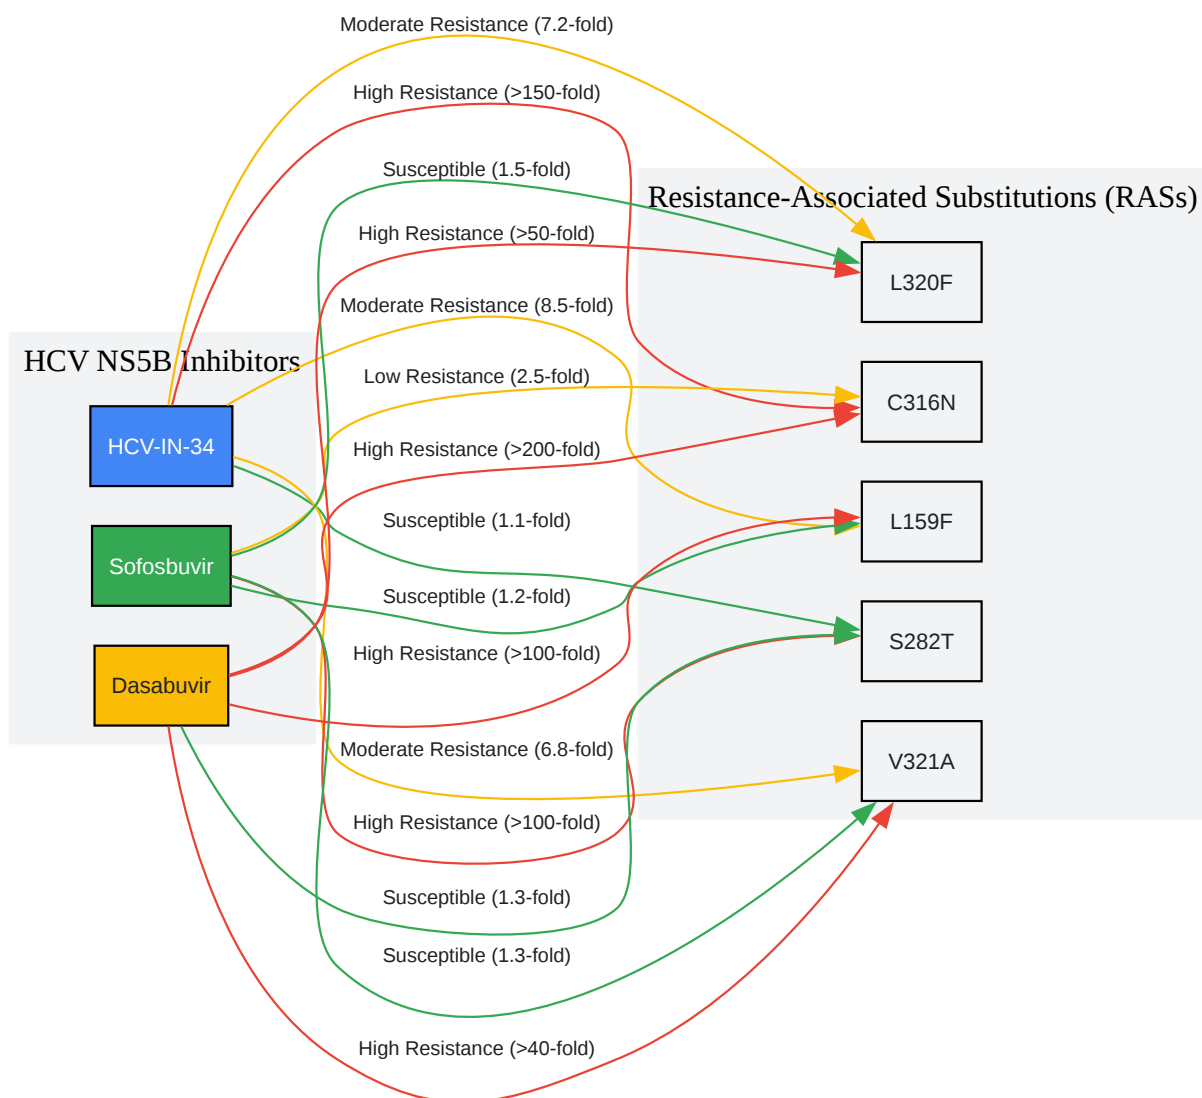 Moderate Resistance (7.2-fold)
High Resistance (>150-fold)
Susceptible (1.5-fold)
Resistance-Associated Substitutions (RASs)
High Resistance (>50-fold)
L320F
Moderate Resistance (8.5-fold)
HCV NS5B Inhibitors
Low Resistance (2.5-fold)
C316N
HCV-IN-34
High Resistance (>200-fold)
Susceptible (1.1-fold)
L159F
Sofosbuvir
Susceptible (1.2-fold)
High Resistance (>100-fold)
S282T
Dasabuvir
Moderate Resistance (6.8-fold)
V321A
High Resistance (>100-fold)
Susceptible (1.3-fold)
Susceptible (1.3-fold)
High Resistance (>40-fold)